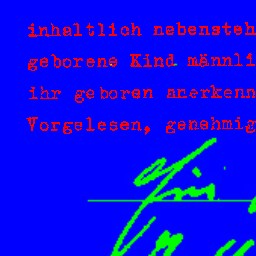 inhaltlich nebensteh
geborene Kind männli
ihr geboren anerkenn
Vorgelesen, genehmig